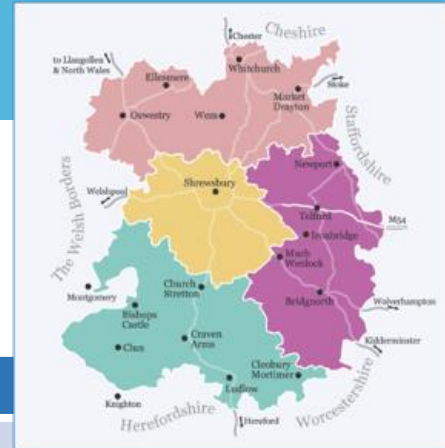 Cheshire
Chester
to Llangollen
& North Wales
Whitchurch
Ellesmere
Market
Drayton
Stoke
Oswestry
Wem
Staffordshire
Newport
Shrewsbury
Welshpool
Telford
M54
The Welsh Borders
Ironbridge
Much
Wenlock
Church
Stretton
Montgomery
Bridgnorth
Wolverhampton
Bishops
Castle
Craven
Arms
Clun
Kidderminster
Cleobury
Mortimer
Ludlow
Knighton
Herefordshire
Hereford
Worcestershire